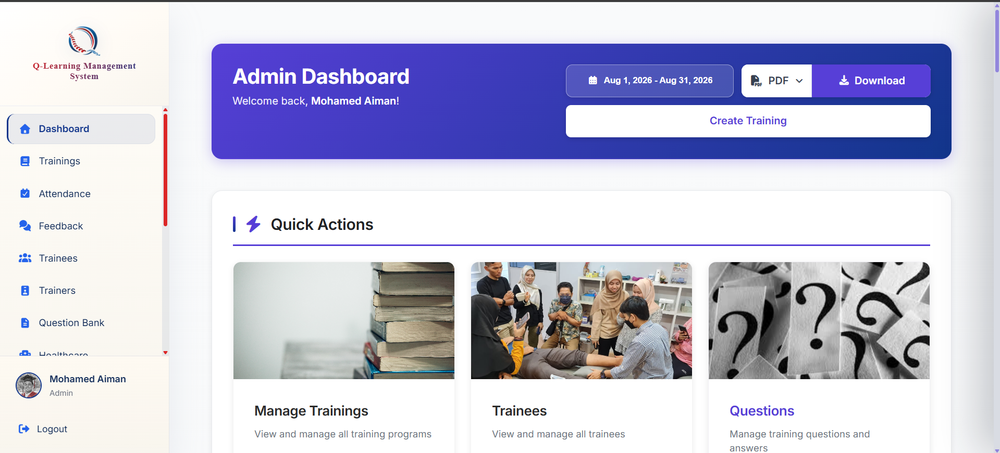 Q-Learning Management
System
Dashboard
Trainings
Attendance
Feedback
Trainees
Trainers
Question Bank
Healthcare
Mohamed Aiman
Admin
Logout
Admin Dashboard
Welcome back, Mohamed Aiman!
Aug 1, 2026 - Aug 31, 2026
PDF
PDF
Download
Create Training
Quick Actions
Manage Trainings
View and manage all training programs
Trainees
View and manage all trainees
Questions
Manage training questions and
answers